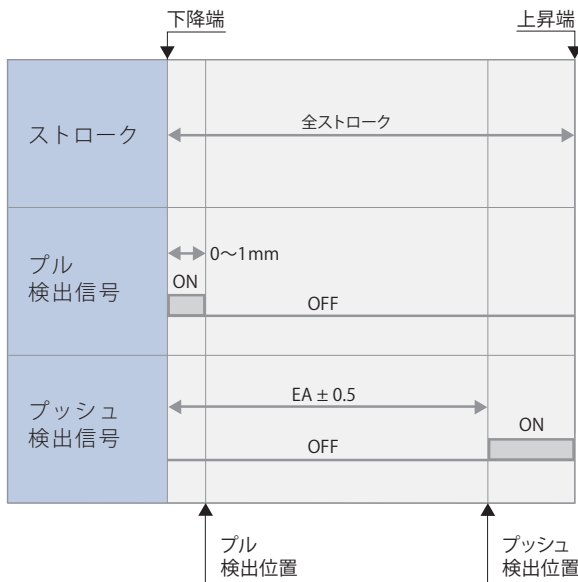 下降端
上昇端
ストローク
全ストローク
プル
検出信号
0〜1mm
ON
OFF
プッシュ
検出信号
EA ± 0.5
ON
OFF
プル
検出位置
プッシュ
検出位置